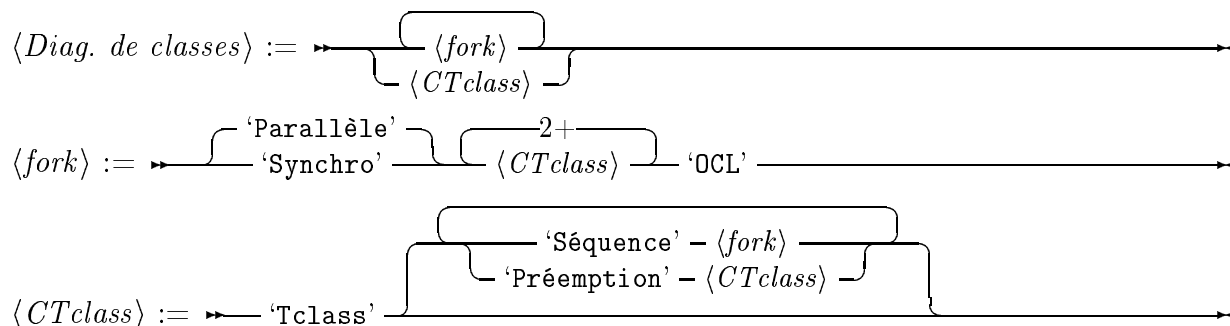 ⟨Diag. de classes⟩ := ⟨fork⟩
⟨CTclass⟩
‘Parallèle’ 2+
⟨fork⟩ := ‘Synchro’ ⟨CTclass⟩ ‘OCL’
‘Séquence’ ⟨fork⟩
‘Préemption’ ⟨CTclass⟩
⟨CTclass⟩ := ‘Tclass’